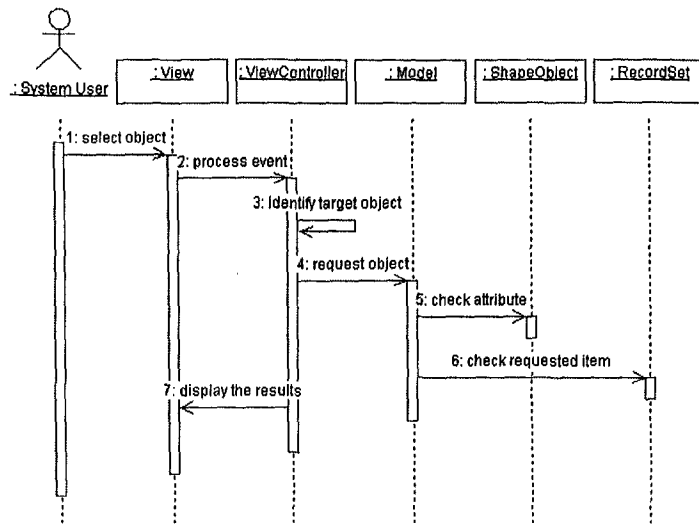 : System User
: View
: ViewController
: Model
: ShapeObject
: RecordSet
1: select object
2: process event
3: identify target object
4: request object
5: check attribute
6: check requested item
7: display the results